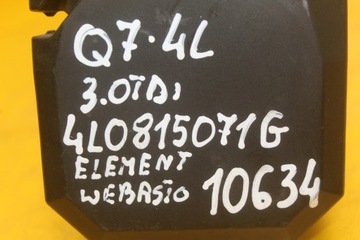 Q7·4L
3.0TDI
4L0815071G
ELEMENT
WEBASTO 10634